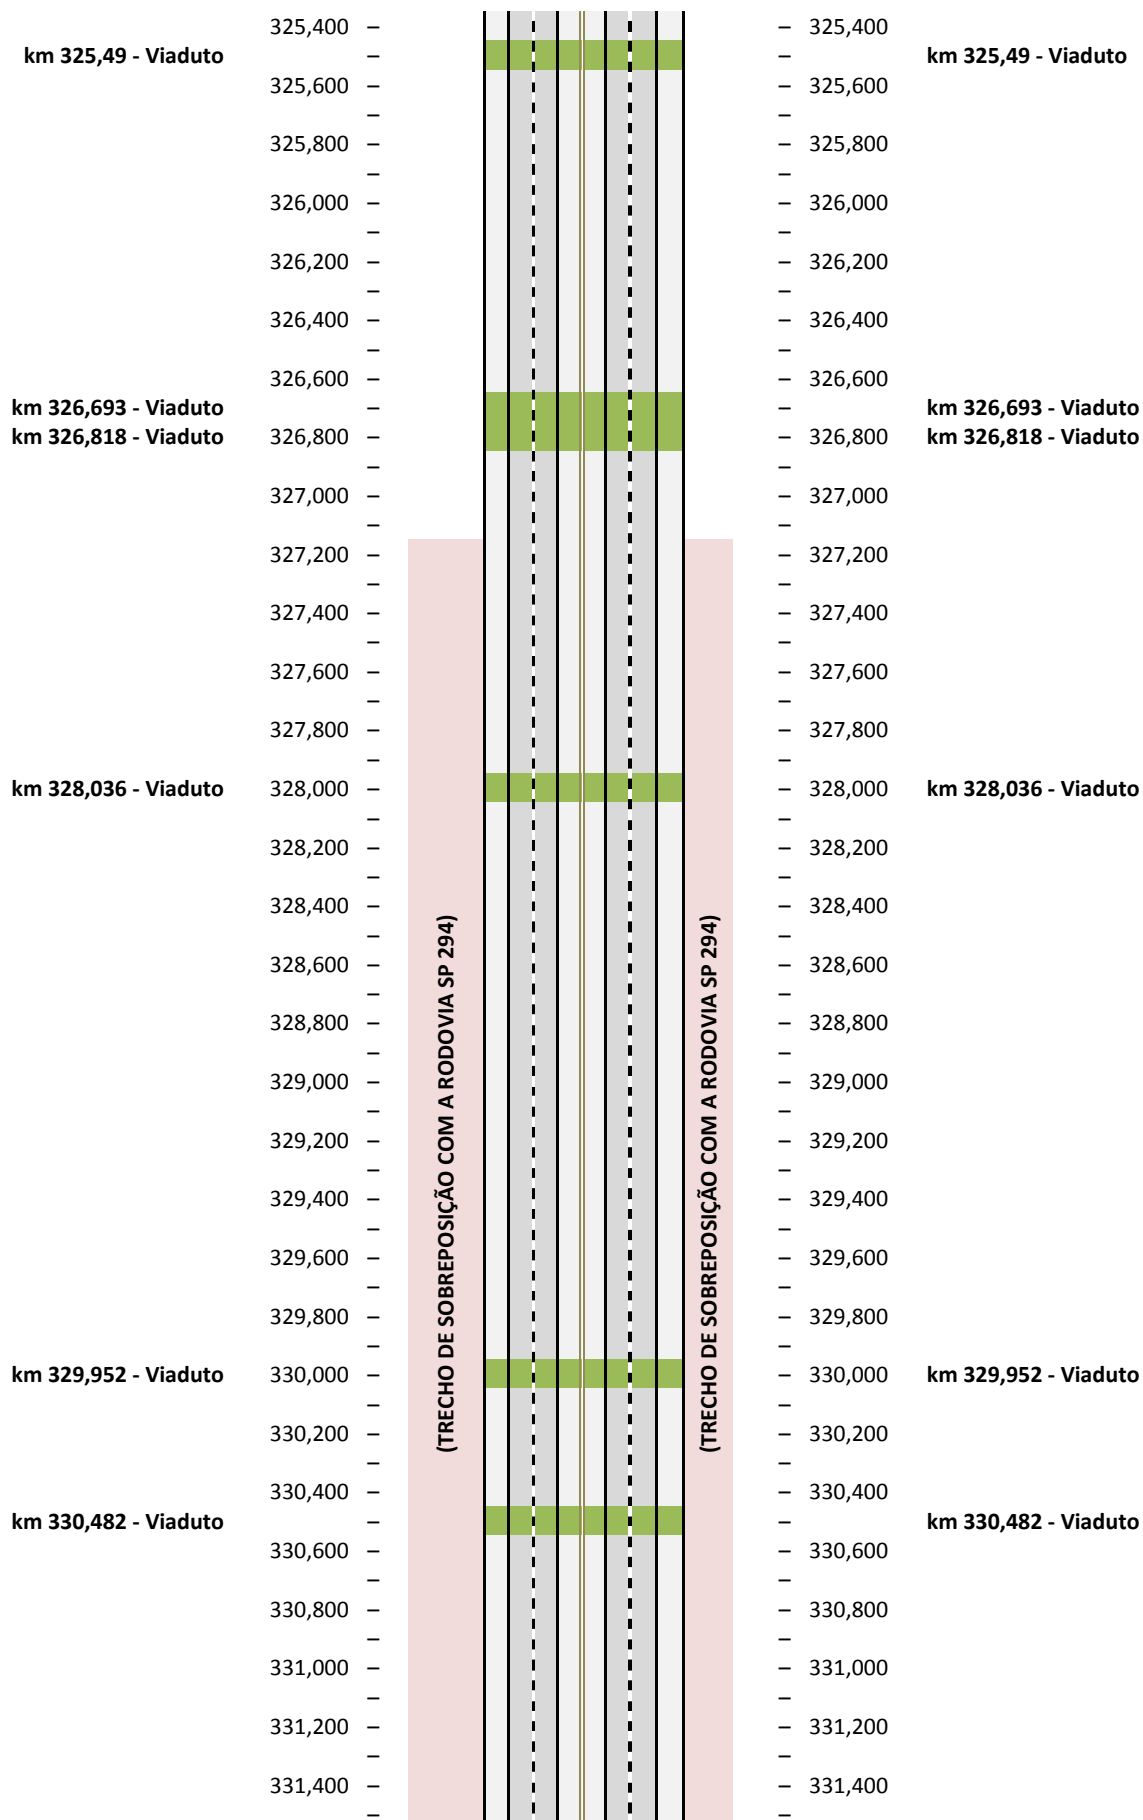 325,400 – – 325,400
km 325,49 - Viaduto – – km 325,49 - Viaduto
325,600 – – 325,600
– –
325,800 – – 325,800
– –
326,000 – – 326,000
– –
326,200 – – 326,200
– –
326,400 – – 326,400
– –
326,600 – – 326,600
km 326,693 - Viaduto – – km 326,693 - Viaduto
km 326,818 - Viaduto 326,800 – – 326,800 km 326,818 - Viaduto
– –
327,000 – – 327,000
– –
327,200 – – 327,200
– –
327,400 – – 327,400
– –
327,600 – – 327,600
– –
327,800 – – 327,800
– –
km 328,036 - Viaduto 328,000 – – 328,000 km 328,036 - Viaduto
– –
328,200 – – 328,200
– –
328,400 – – 328,400
– –
328,600 – – 328,600
– –
328,800 – – 328,800
– –
329,000 – – 329,000
– –
329,200 – – 329,200
– –
329,400 – – 329,400
– –
329,600 – – 329,600
– –
329,800 – – 329,800
– –
km 329,952 - Viaduto 330,000 – – 330,000 km 329,952 - Viaduto
– –
330,200 – – 330,200
– –
330,400 – – 330,400
km 330,482 - Viaduto – – km 330,482 - Viaduto
330,600 – – 330,600
– –
330,800 – – 330,800
– –
331,000 – – 331,000
– –
331,200 – – 331,200
– –
331,400 – – 331,400
– –
(TRECHO DE SOBREPOSIÇÃO COM A RODOVIA SP 294)
(TRECHO DE SOBREPOSIÇÃO COM A RODOVIA SP 294)